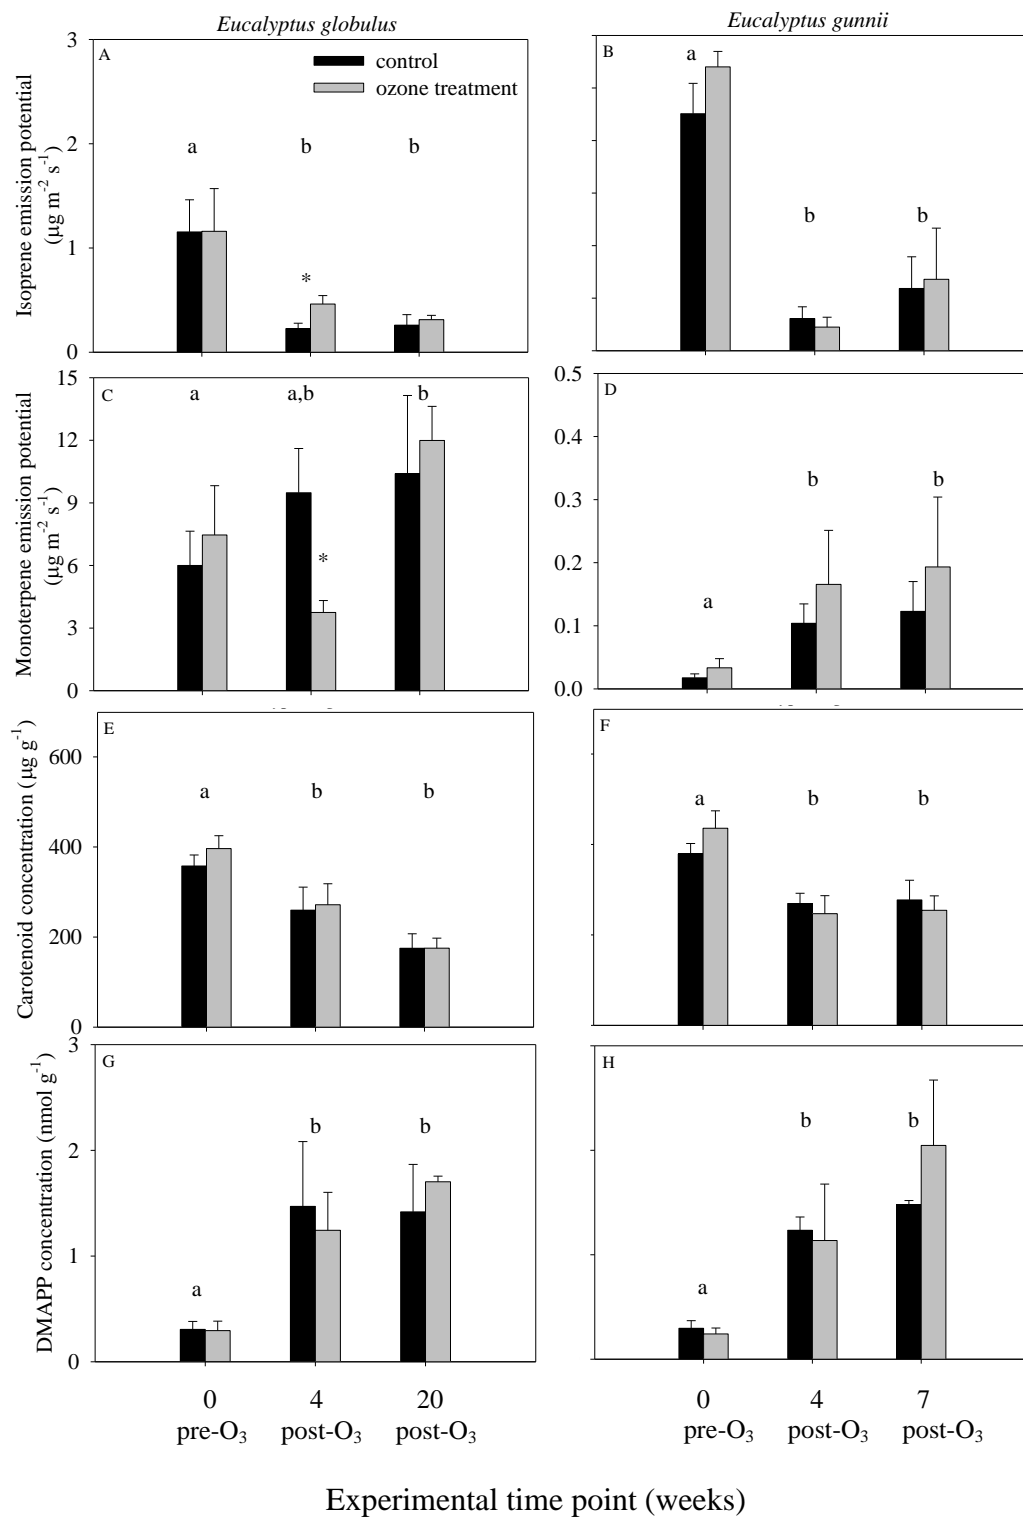 Eucalyptus globulus
Eucalyptus gunnii
A
control
ozone treatment
a
b
b
*
3
2
1
0
Isoprene emission potential
(µg m⁻² s⁻¹)
B
a
b
b
C
a
a,b
b
*
15
12
9
6
3
0
Monoterpene emission potential
(µg m⁻² s⁻¹)
D
a
b
b
0.5
0.4
0.3
0.2
0.1
0.0
E
a
b
b
600
400
200
0
Carotenoid concentration (µg g⁻¹)
F
a
b
b
G
a
b
b
3
2
1
0
DMAPP concentration (nmol g⁻¹)
H
a
b
b
0 4 20
pre-O₃ post-O₃ post-O₃
0 4 7
pre-O₃ post-O₃ post-O₃
Experimental time point (weeks)